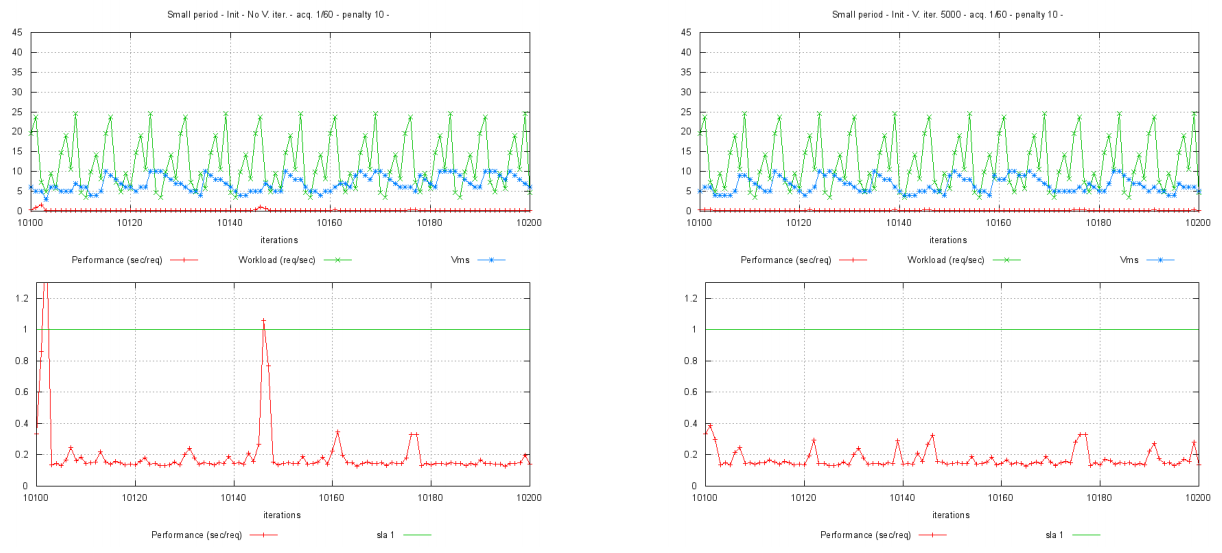 Small period - Init - No V. iter. - acq. 1/60 - penalty 10 -
45
40
35
30
25
20
15
10
5
0
10100 10120 10140 10160 10180 10200
iterations
Performance (sec/req) Workload (req/sec) Vms
1.2
1
0.8
0.6
0.4
0.2
0
10100 10120 10140 10160 10180 10200
iterations
Performance (sec/req) sla 1
Small period - Init - V. iter. 5000 - acq. 1/60 - penalty 10 -
45
40
35
30
25
20
15
10
5
0
10100 10120 10140 10160 10180 10200
iterations
Performance (sec/req) Workload (req/sec) Vms
1.2
1
0.8
0.6
0.4
0.2
0
10100 10120 10140 10160 10180 10200
iterations
Performance (sec/req) sla 1